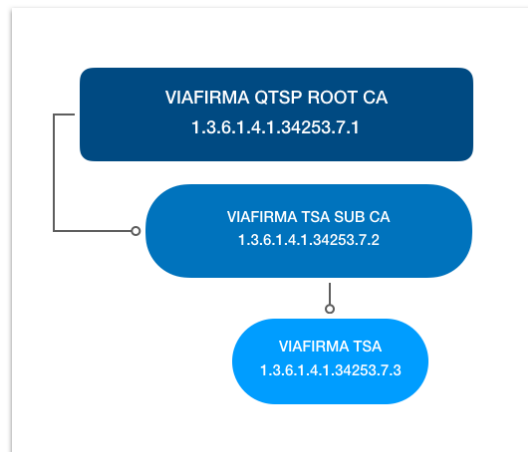 VIAFIRMA QTSP ROOT CA
1.3.6.1.4.1.34253.7.1
VIAFIRMA TSA SUB CA
1.3.6.1.4.1.34253.7.2
VIAFIRMA TSA
1.3.6.1.4.1.34253.7.3